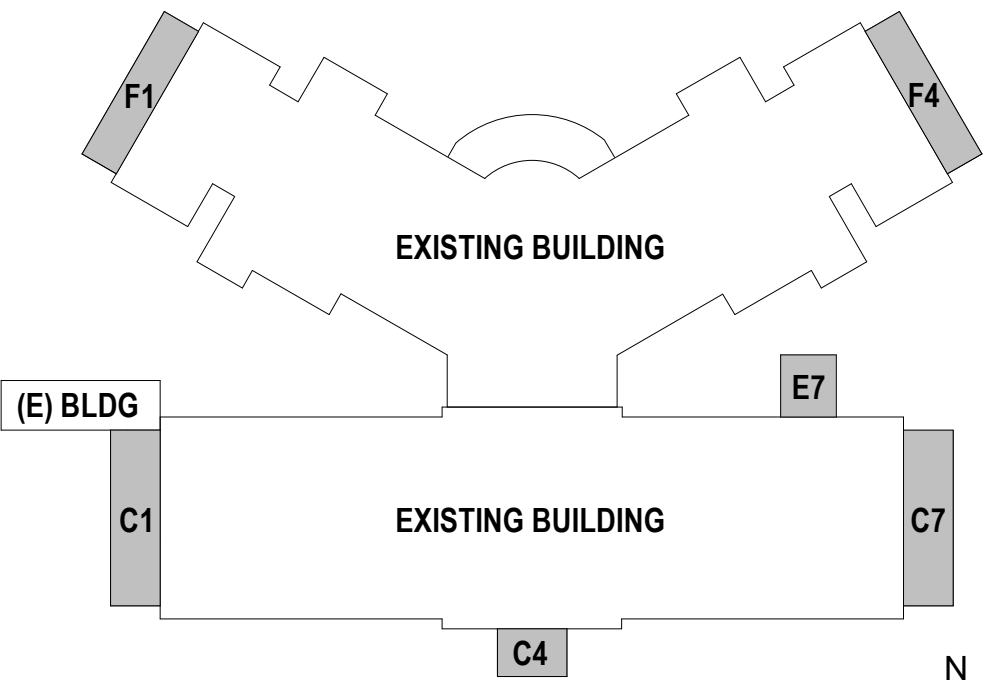 F1
F4
EXISTING BUILDING
E7
(E) BLDG
C1
EXISTING BUILDING
C7
C4
N